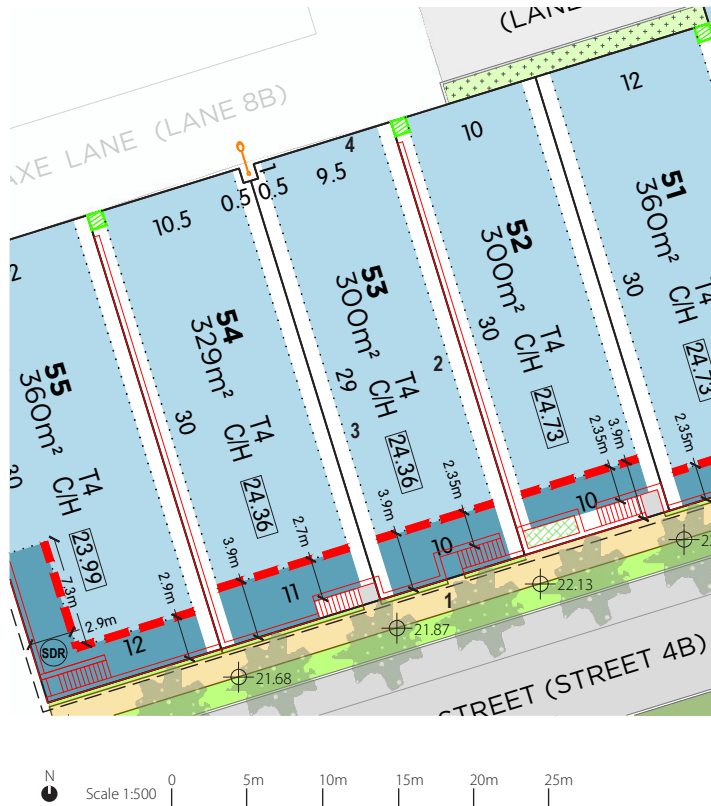 (LANE
AXE LANE (LANE 8B)
12
10
4
1
9.5
0.5
0.5
10.5
2
51
360m²
T4
C/H
24.73
52
300m²
T4
C/H
24.73
30
30
53
300m²
T4
C/H
24.36
29
2
3
54
329m²
T4
C/H
24.36
30
55
360m²
T4
C/H
23.99
30
2.35m
3.9m
2.35m
10
2.35m
3.9m
10
2.7m
3.9m
11
2.9m
7.3m
2.9m
12
SDR
1
22.13
21.87
21.68
STREET (STREET 4B)
N
Scale 1:500
0 5m 10m 15m 20m 25m